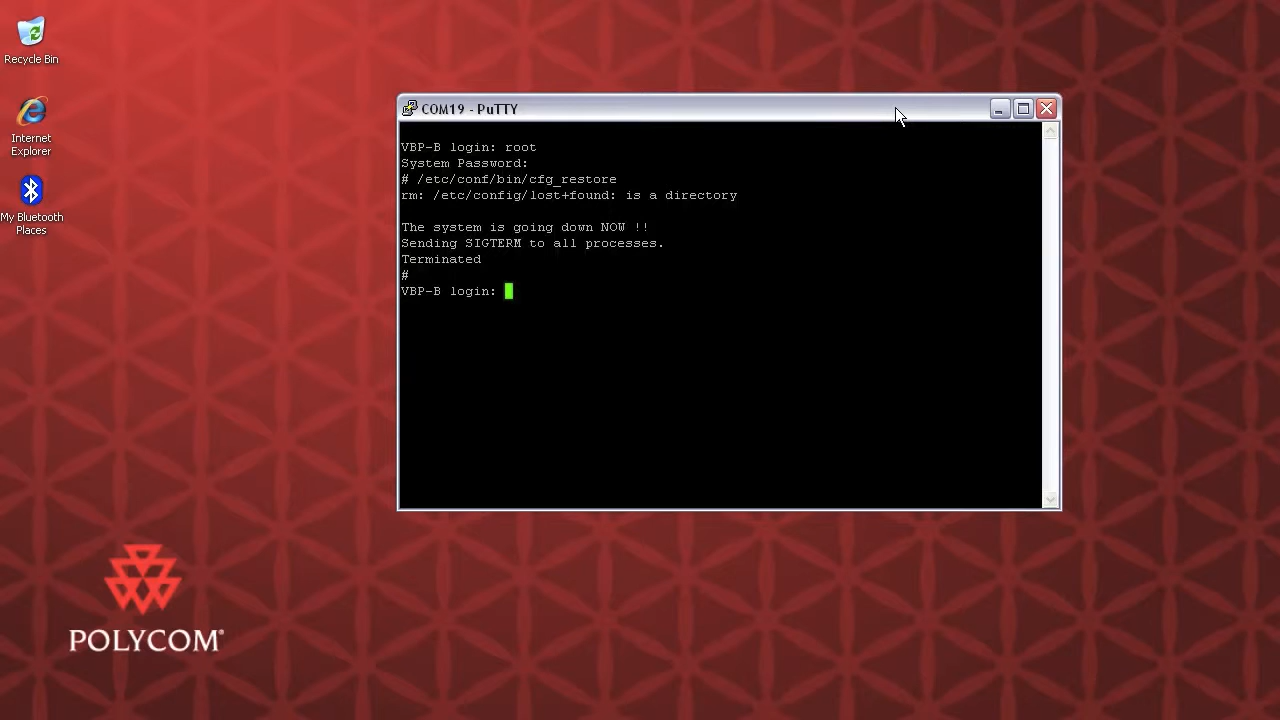 Recycle Bin
Internet
Explorer
My Bluetooth
Places
COM19 - PuTTY
VBP-B login: root
System Password:
# /etc/conf/bin/cfg_restore
rm: /etc/config/lost+found: is a directory
The system is going down NOW !!
Sending SIGTERM to all processes.
Terminated
#
VBP-B login:
POLYCOM®